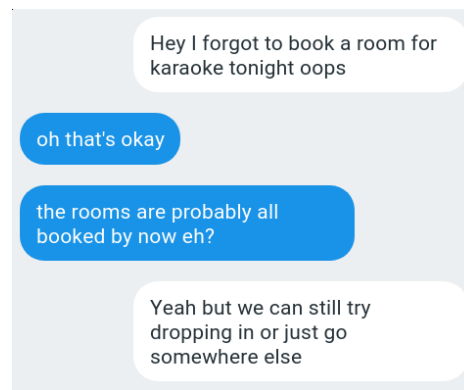 Hey I forgot to book a room for
karaoke tonight oops
oh that's okay
the rooms are probably all
booked by now eh?
Yeah but we can still try
dropping in or just go
somewhere else